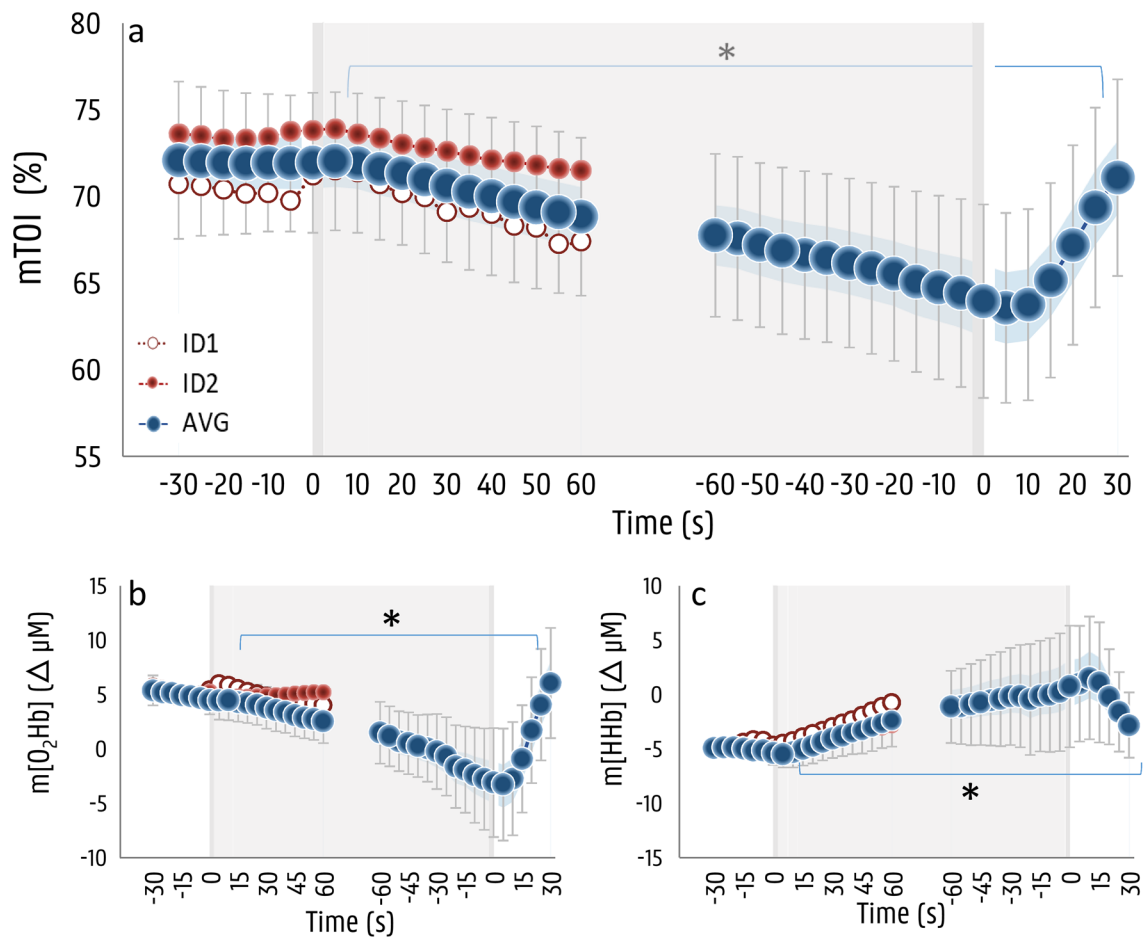 a
*
mTOI (%)
80
75
70
65
60
55
ID1
ID2
AVG
-30 -20 -10 0 10 20 30 40 50 60 -60 -50 -40 -30 -20 -10 0 10 20 30
Time (s)
b
*
m[O2Hb] (Δ μM)
15
10
5
0
-5
-10
-30 -15 0 15 30 45 60 -60 -45 -30 -15 0 15 30
Time (s)
c
*
m[HHb] (Δ μM)
10
5
0
-5
-10
-15
-30 -15 0 15 30 45 60 -60 -45 -30 -15 0 15 30
Time (s)